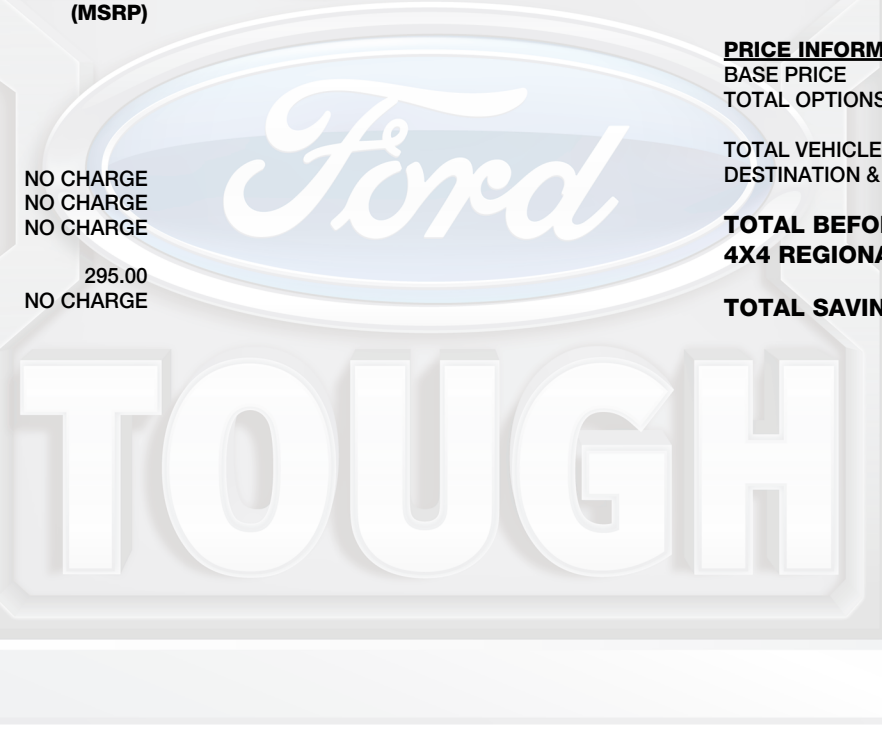 (MSRP)
NO CHARGE
NO CHARGE
NO CHARGE
295.00
NO CHARGE
PRICE INFORM
BASE PRICE
TOTAL OPTIONS
TOTAL VEHICLE
DESTINATION &
TOTAL BEFO
4X4 REGIONA
TOTAL SAVIN
Ford
TOUGH